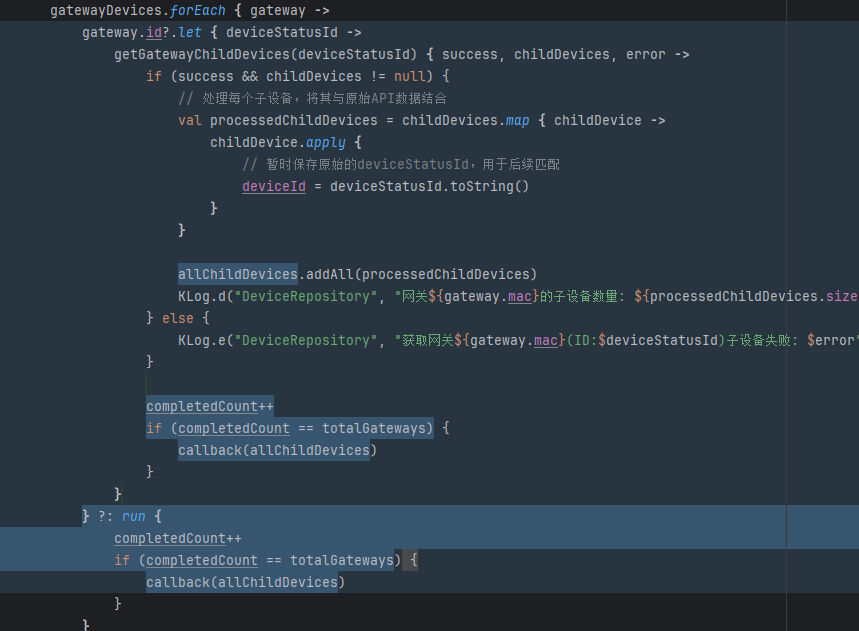 gatewayDevices.forEach { gateway ->
gateway.id?.let { deviceStatusId ->
getGatewayChildDevices(deviceStatusId) { success, childDevices, error ->
if (success && childDevices != null) {
// 处理每个子设备，将其与原始API数据结合
val processedChildDevices = childDevices.map { childDevice ->
childDevice.apply {
// 暂时保存原始的deviceStatusId，用于后续匹配
deviceId = deviceStatusId.toString()
}
}
allChildDevices.addAll(processedChildDevices)
KLog.d("DeviceRepository", "网关${gateway.mac}的子设备数量: ${processedChildDevices.size
} else {
KLog.e("DeviceRepository", "获取网关${gateway.mac}(ID:$deviceStatusId)子设备失败: $error"
}
completedCount++
if (completedCount == totalGateways) {
callback(allChildDevices)
}
}
} ?: run {
completedCount++
if (completedCount == totalGateways) {
callback(allChildDevices)
}
}